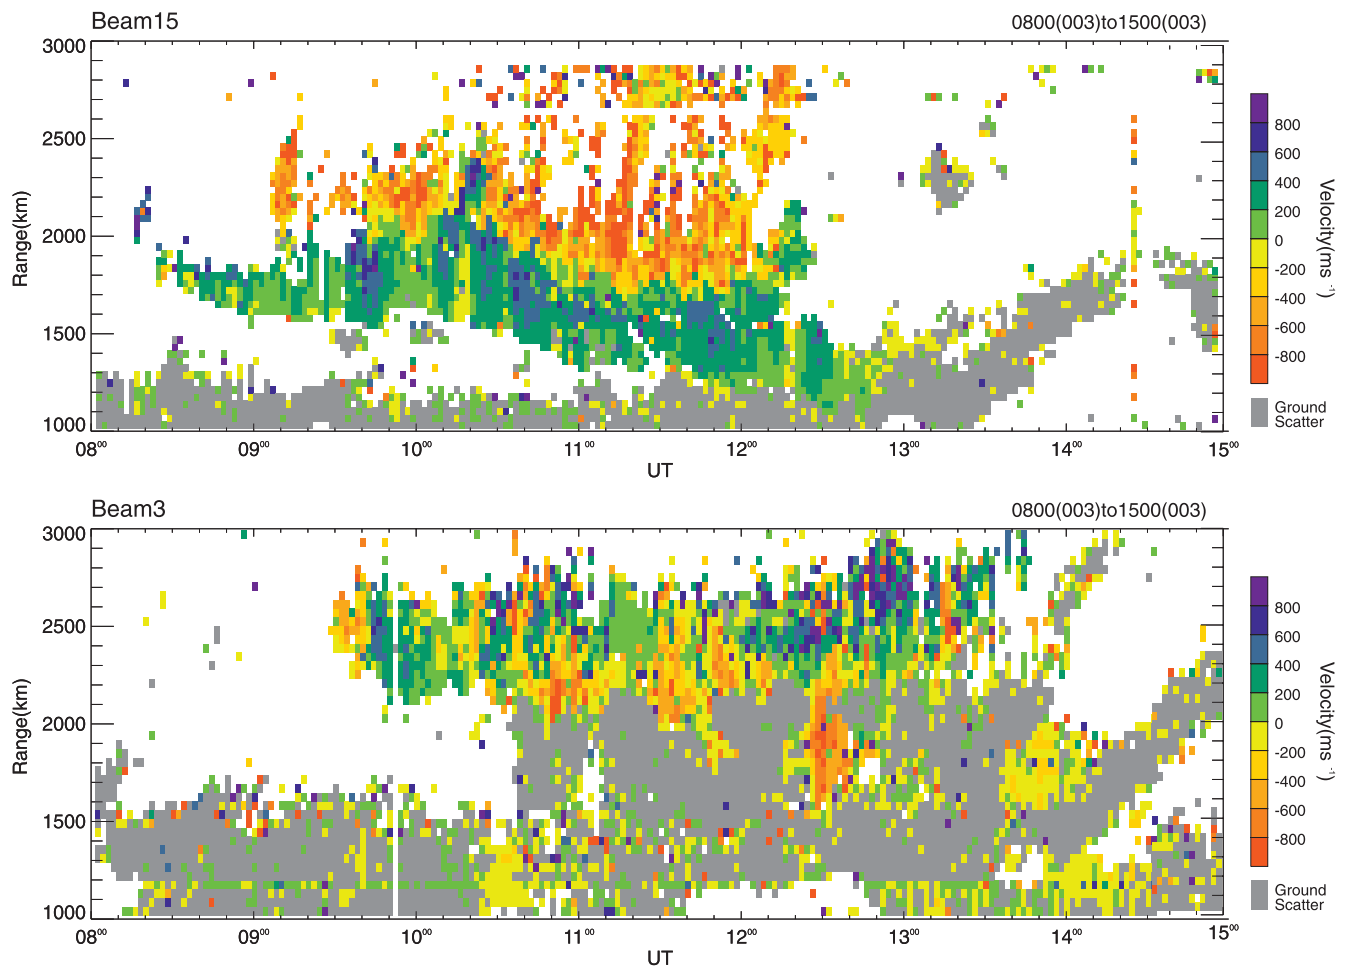 Beam15 0800(003)to1500(003)
3000
2500
2000
1500
1000
Range(km)
08⁰⁰ 09⁰⁰ 10⁰⁰ 11⁰⁰ 12⁰⁰ 13⁰⁰ 14⁰⁰ 15⁰⁰
UT
800
600
400
200
0
-200
-400
-600
-800
Velocity(ms⁻¹)
Ground
Scatter
Beam3 0800(003)to1500(003)
3000
2500
2000
1500
1000
Range(km)
08⁰⁰ 09⁰⁰ 10⁰⁰ 11⁰⁰ 12⁰⁰ 13⁰⁰ 14⁰⁰ 15⁰⁰
UT
800
600
400
200
0
-200
-400
-600
-800
Velocity(ms⁻¹)
Ground
Scatter